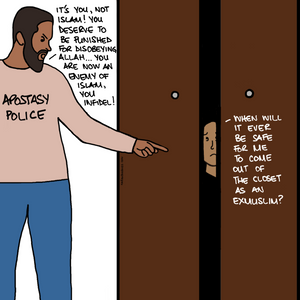 - IT'S YOU, NOT
ISLAM! YOU
DESERVE TO
BE PUNISHED
FOR DISOBEYING
ALLAH... YOU
ARE NOW AN
ENEMY OF
ISLAM,
YOU
INFIDEL!
APOSTASY
POLICE
- WHEN WILL
IT EVER
BE SAFE
FOR ME
TO COME
OUT OF
THE CLOSET
AS AN
EXMUSLIM?